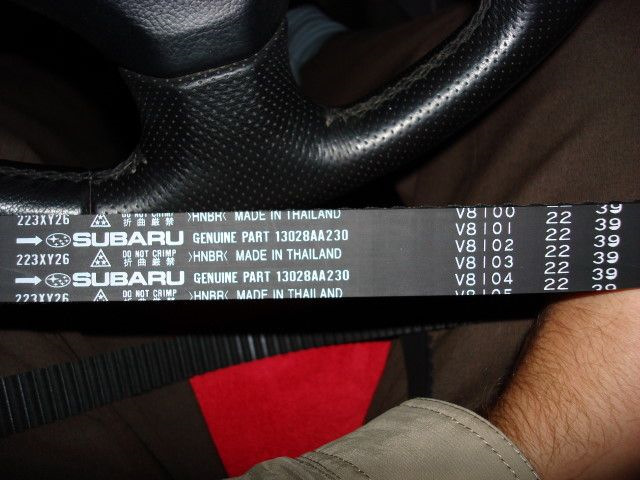 223XY26 DO NOT CRIMP 折曲厳禁 >HNBR< MADE IN THAILAND V8100 22 39
→ SUBARU GENUINE PART 13028AA230 V8101 22 39
223XY26 DO NOT CRIMP 折曲厳禁 >HNBR< MADE IN THAILAND V8102 22 39
→ SUBARU GENUINE PART 13028AA230 V8103 22 39
223XY26 DO NOT CRIMP 折曲厳禁 >HNBR< MADE IN THAILAND V8104 22 39
V8105 22 39